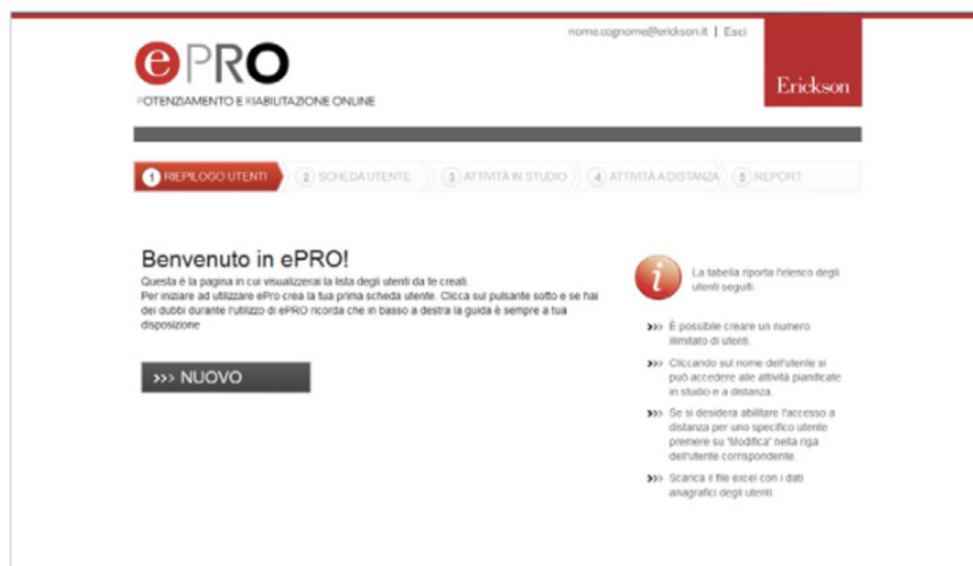 nome.cognome@erickson.it | Esci
ePRO
POTENZIAMENTO E RIABILITAZIONE ONLINE
Erickson
1 RIEPILOGO UTENTI
2 SCHEDA UTENTE
3 ATTIVITÀ IN STUDIO
4 ATTIVITÀ A DISTANZA
5 REPORT
Benvenuto in ePRO!
Questa è la pagina in cui visualizzerai la lista degli utenti da te creati.
Per iniziare ad utilizzare ePro crea la tua prima scheda utente. Clicca sul pulsante sotto e se hai
dei dubbi durante l'utilizzo di ePRO ricorda che in basso a destra la guida è sempre a tua
disposizione
>>> NUOVO
i
La tabella riporta l'elenco degli
utenti seguiti.
>>> È possibile creare un numero
illimitato di utenti.
>>> Cliccando sul nome dell'utente si
può accedere alle attività pianificate
in studio e a distanza.
>>> Se si desidera abilitare l'accesso a
distanza per uno specifico utente
premere su 'Modifica' nella riga
dell'utente corrispondente.
>>> Scarica il file excel con i dati
anagrafici degli utenti.